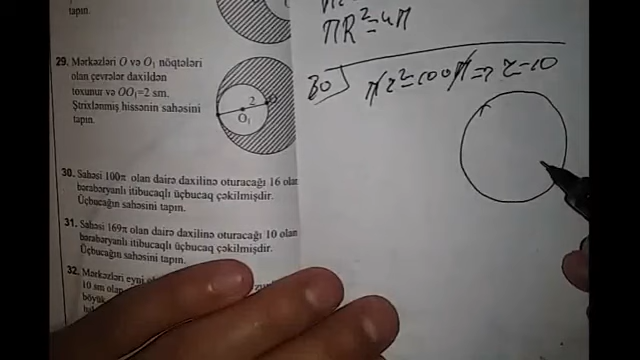 tapın.
29. Mərkəzləri O və O₁ nöqtələri
olan çevrələr daxildən
toxunur və OO₁=2 sm.
Ştrixlənmiş hissənin sahəsini
tapın.
2
O₁
30. Sahəsi 100π olan dairə daxilinə oturacağı 16 olan
bərabəryanlı itibucaqlı üçbucaq çəkilmişdir.
Üçbucağın sahəsini tapın.
31. Sahəsi 169π olan dairə daxilinə oturacağı 10 olan
bərabəryanlı itibucaqlı üçbucaq çəkilmişdir.
Üçbucağın sahəsini tapın.
32. Mərkəzləri eyni
10 sm olan
böyük
πR²=4π
30 πr²=100π => r=10